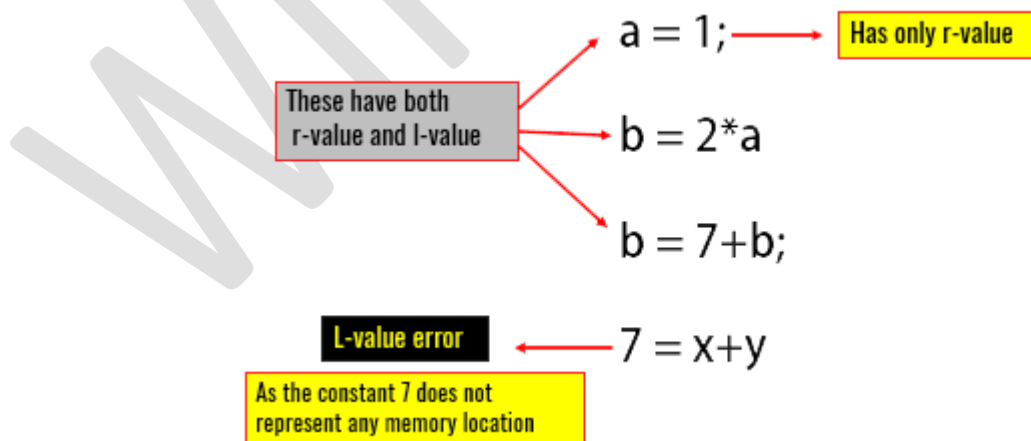 a = 1;
Has only r-value
These have both
r-value and l-value
b = 2*a
b = 7+b;
L-value error
7 = x+y
As the constant 7 does not
represent any memory location